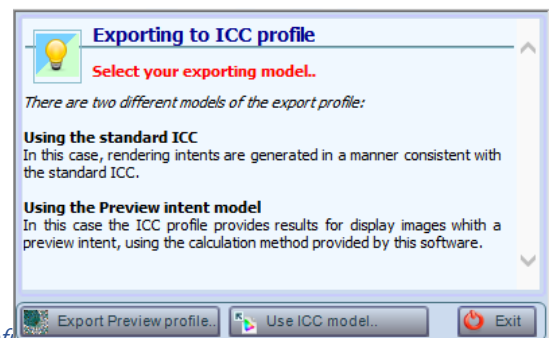 Exporting to ICC profile
Select your exporting model..
There are two different models of the export profile:
Using the standard ICC
In this case, rendering intents are generated in a manner consistent with
the standard ICC.
Using the Preview intent model
In this case the ICC profile provides results for display images whith a
preview intent, using the calculation method provided by this software.
Export Preview profile..
Use ICC model..
Exit